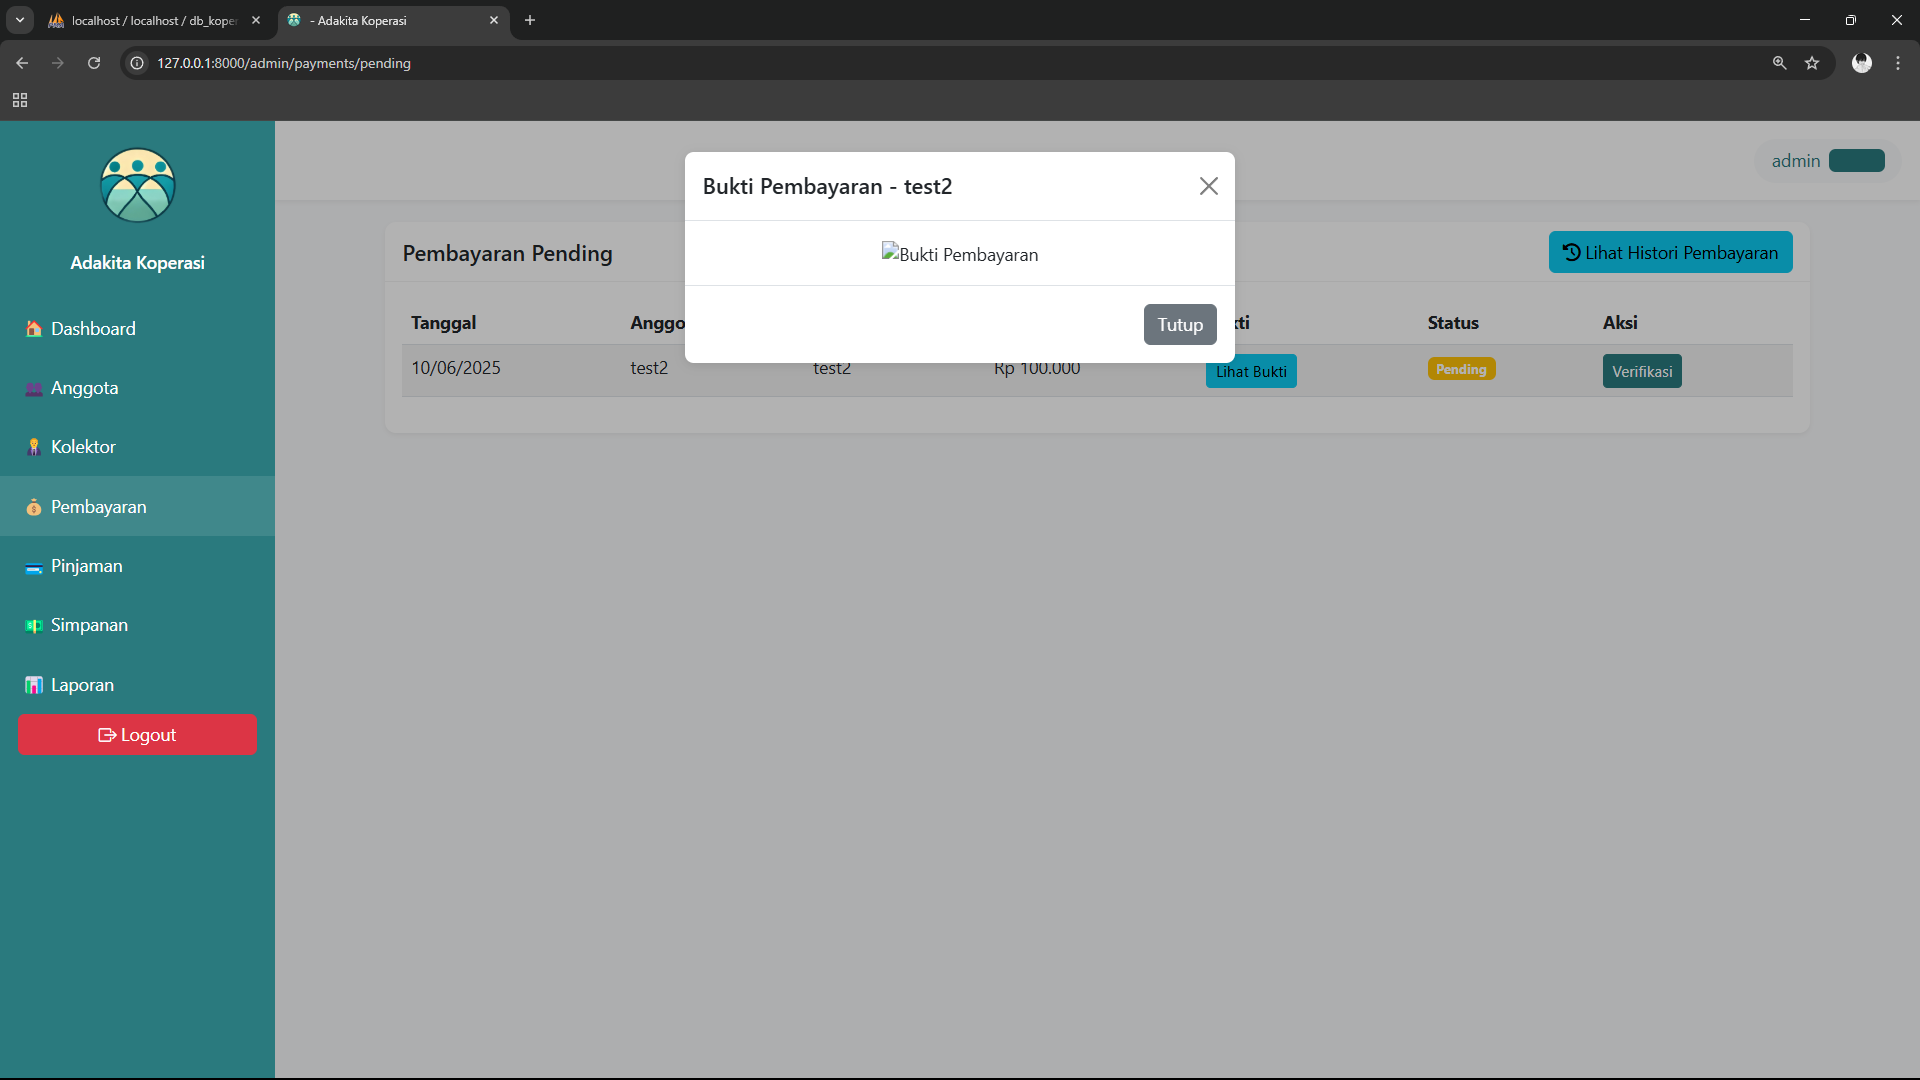 localhost / localhost / db_koper
- Adakita Koperasi
127.0.0.1:8000/admin/payments/pending
Adakita Koperasi
Dashboard
Anggota
Kolektor
Pembayaran
Pinjaman
Simpanan
Laporan
Logout
admin
Bukti Pembayaran - test2
Bukti Pembayaran
Tutup
Pembayaran Pending
Lihat Histori Pembayaran
Tanggal Anggo kti Status Aksi
10/06/2025 test2 test2 Rp 100.000 Lihat Bukti Pending Verifikasi